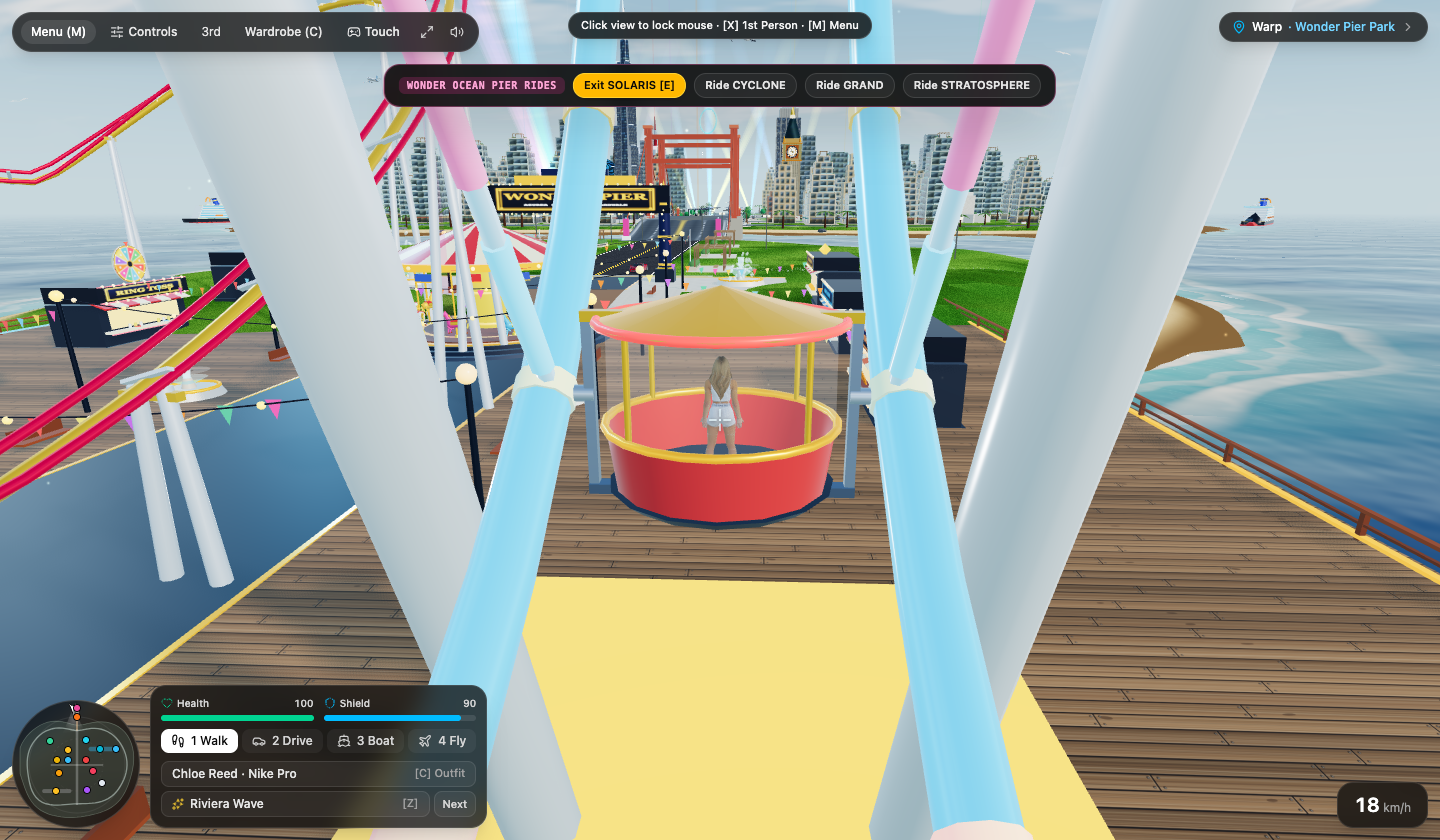 Menu (M)
Controls
3rd
Wardrobe (C)
Touch
Click view to lock mouse · [X] 1st Person · [M] Menu
Warp · Wonder Pier Park
WONDER OCEAN PIER RIDES
Exit SOLARIS [E]
Ride CYCLONE
Ride GRAND
Ride STRATOSPHERE
RING TOSS
Health 100
Shield 90
1 Walk
2 Drive
3 Boat
4 Fly
Chloe Reed · Nike Pro
[C] Outfit
Riviera Wave
[Z]
Next
18 km/h